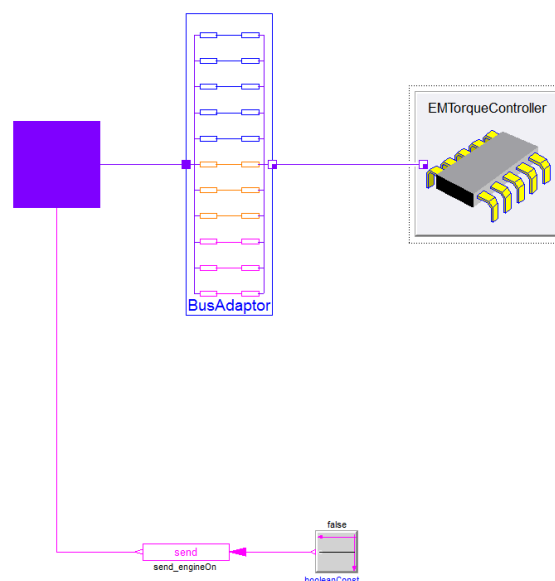 EMTorqueController
BusAdaptor
false
send
send_engineOn
booleanConst